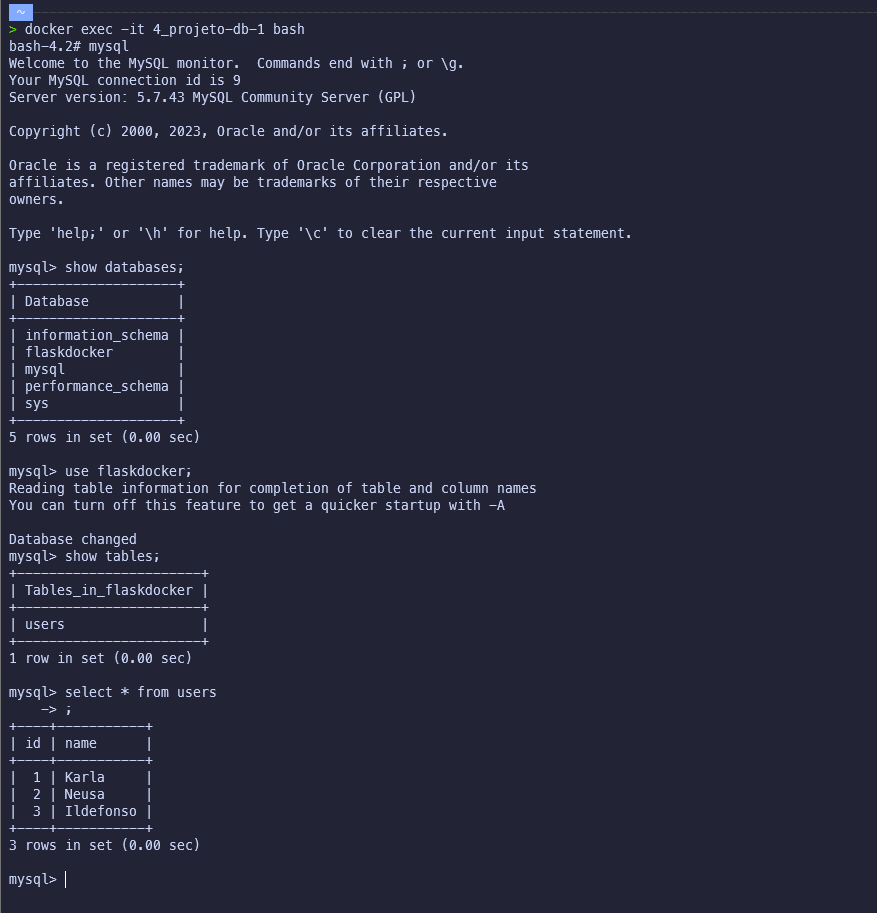 ~
> docker exec -it 4_projeto-db-1 bash
bash-4.2# mysql
Welcome to the MySQL monitor.  Commands end with ; or \g.
Your MySQL connection id is 9
Server version: 5.7.43 MySQL Community Server (GPL)

Copyright (c) 2000, 2023, Oracle and/or its affiliates.

Oracle is a registered trademark of Oracle Corporation and/or its
affiliates. Other names may be trademarks of their respective
owners.

Type 'help;' or '\h' for help. Type '\c' to clear the current input statement.

mysql> show databases;
+--------------------+
| Database           |
+--------------------+
| information_schema |
| flaskdocker        |
| mysql              |
| performance_schema |
| sys                |
+--------------------+
5 rows in set (0.00 sec)

mysql> use flaskdocker;
Reading table information for completion of table and column names
You can turn off this feature to get a quicker startup with -A

Database changed
mysql> show tables;
+-----------------------+
| Tables_in_flaskdocker |
+-----------------------+
| users                 |
+-----------------------+
1 row in set (0.00 sec)

mysql> select * from users
    -> ;
+----+-----------+
| id | name      |
+----+-----------+
|  1 | Karla     |
|  2 | Neusa     |
|  3 | Ildefonso |
+----+-----------+
3 rows in set (0.00 sec)

mysql>